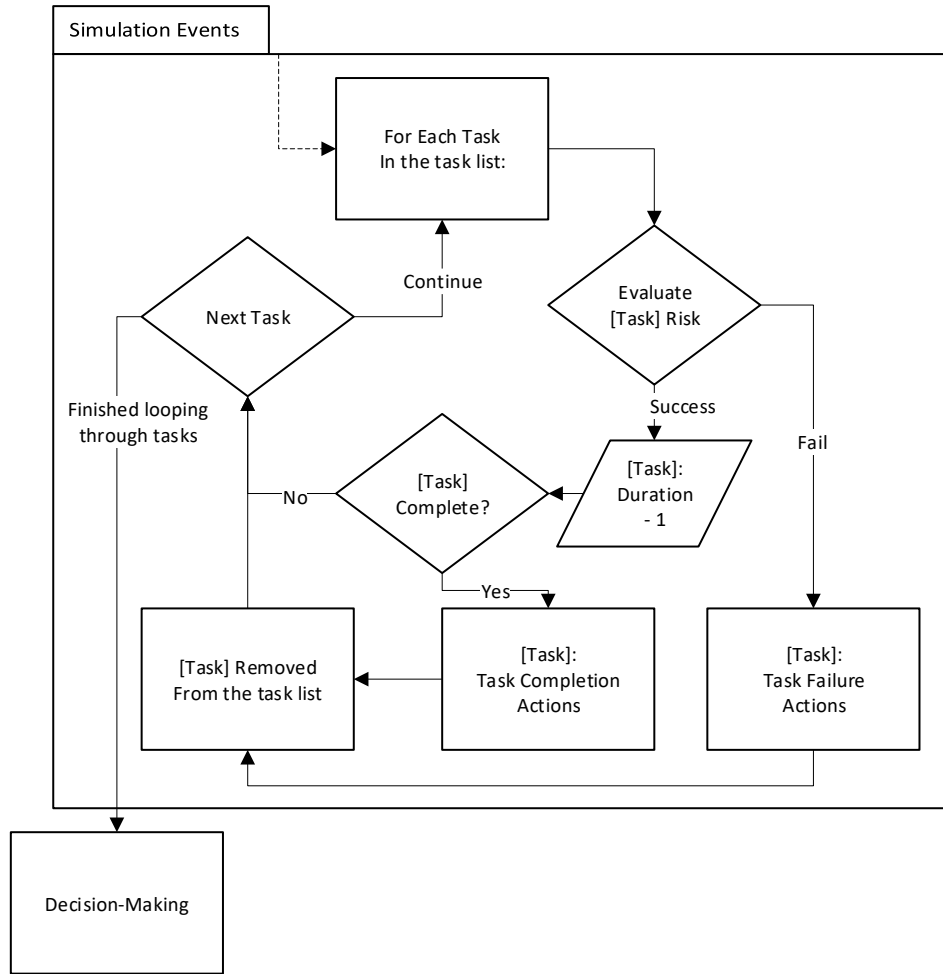 Simulation Events
For Each Task
In the task list:
Continue
Next Task
Evaluate
[Task] Risk
Finished looping
through tasks
Success
Fail
[Task]
Complete?
[Task]:
Duration
- 1
No
Yes
[Task] Removed
From the task list
[Task]:
Task Completion
Actions
[Task]:
Task Failure
Actions
Decision-Making